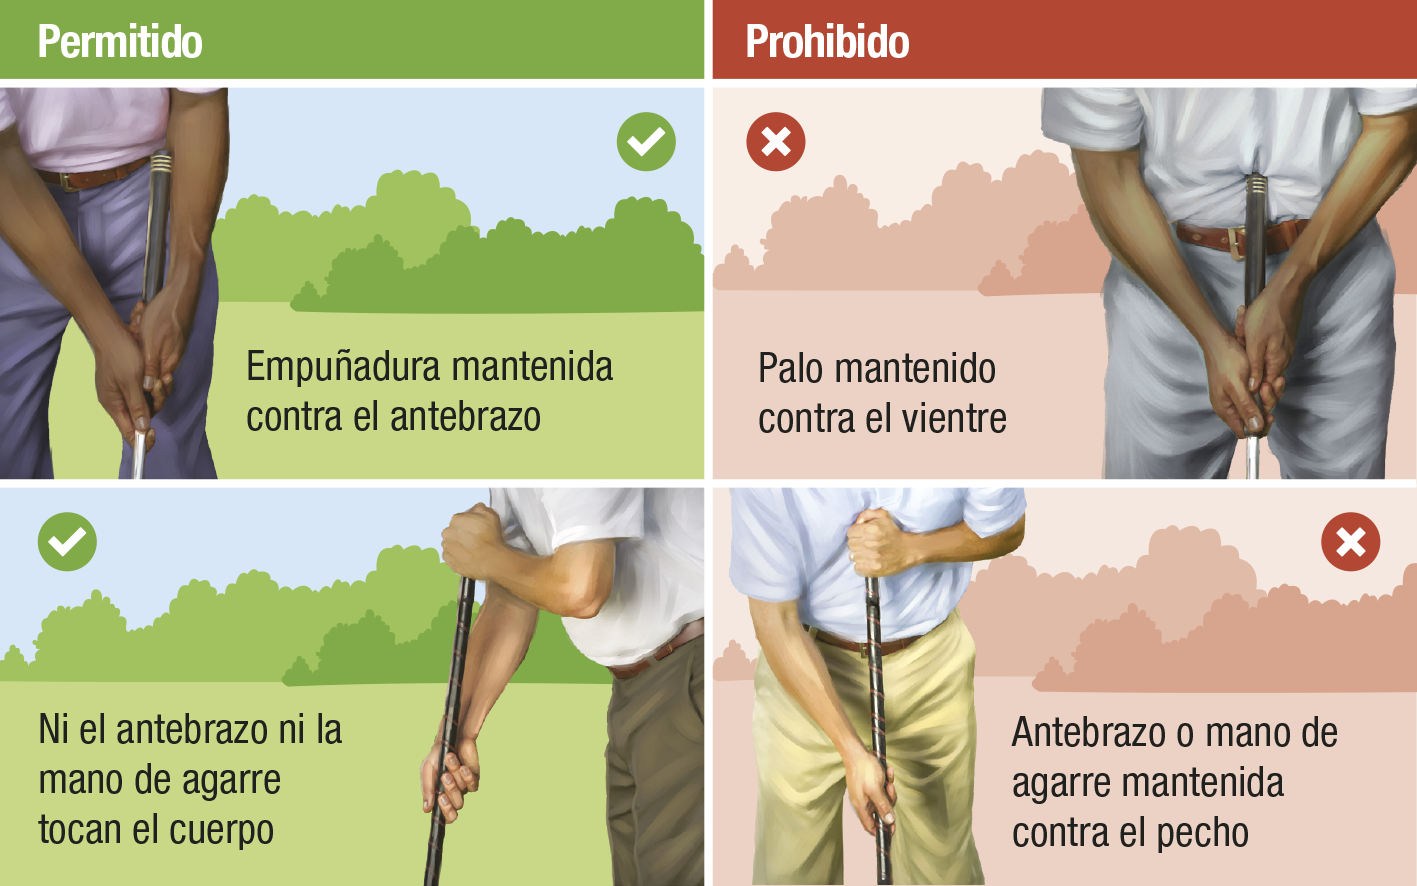 Permitido
Prohibido
Empuñadura mantenida
contra el antebrazo
Palo mantenido
contra el vientre
Ni el antebrazo ni la
mano de agarre
tocan el cuerpo
Antebrazo o mano de
agarre mantenida
contra el pecho